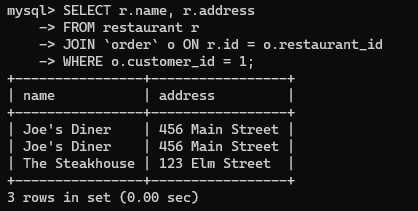 mysql> SELECT r.name, r.address
    -> FROM restaurant r
    -> JOIN `order` o ON r.id = o.restaurant_id
    -> WHERE o.customer_id = 1;
+----------------+-----------------+
| name           | address         |
+----------------+-----------------+
| Joe's Diner    | 456 Main Street |
| Joe's Diner    | 456 Main Street |
| The Steakhouse | 123 Elm Street  |
+----------------+-----------------+
3 rows in set (0.00 sec)